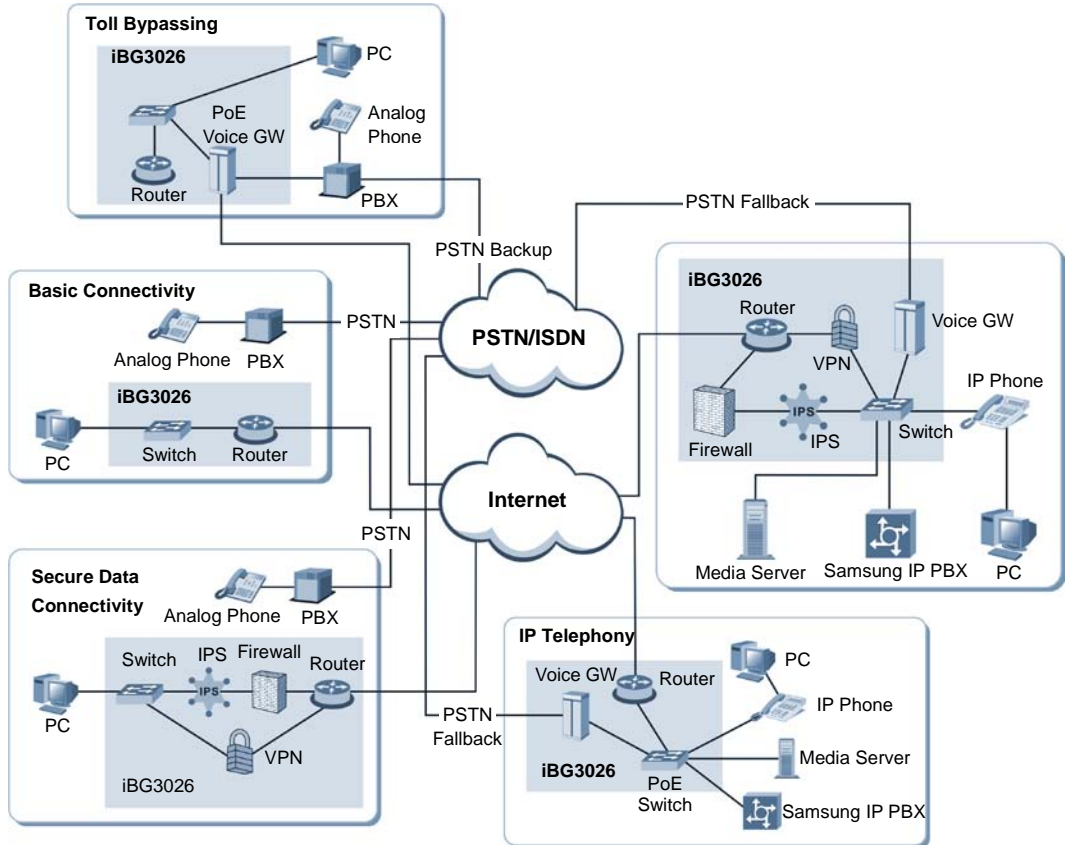 Toll Bypassing
iBG3026
PC
PoE
Voice GW
Analog
Phone
Router
PBX
PSTN Backup
PSTN Fallback
Basic Connectivity
Analog Phone
PBX
PSTN
iBG3026
PC
Switch
Router
PSTN/ISDN
Internet
iBG3026
Router
VPN
Voice GW
IP Phone
Firewall
IPS
IPS
Switch
Media Server
Samsung IP PBX
PC
Secure Data
Connectivity
Analog Phone
PBX
PSTN
Switch
IPS
Firewall
Router
IPS
PC
VPN
iBG3026
PSTN
Fallback
IP Telephony
Voice GW
Router
PC
IP Phone
iBG3026
PoE
Switch
Media Server
Samsung IP PBX